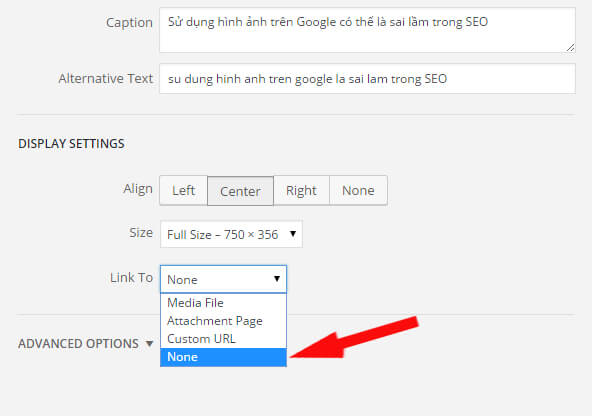 Caption Sử dụng hình ảnh trên Google có thể là sai lầm trong SEO
Alternative Text su dung hinh anh tren google la sai lam trong SEO
DISPLAY SETTINGS
Align Left Center Right None
Size Full Size – 750 × 356
Link To None
Media File
Attachment Page
Custom URL
None
ADVANCED OPTIONS